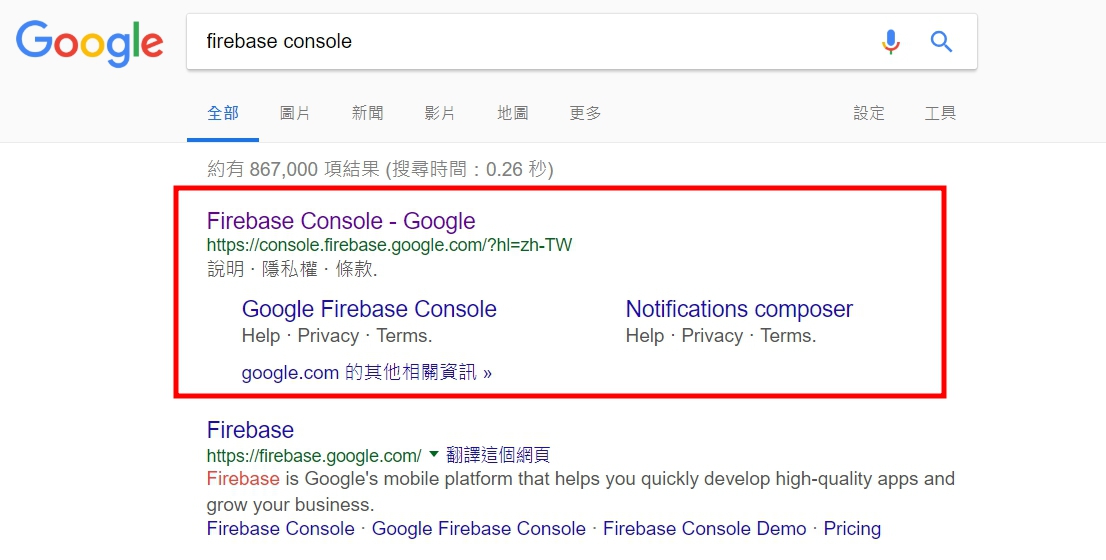 Google
firebase console
全部 圖片 新聞 影片 地圖 更多 設定 工具
約有 867,000 項結果 (搜尋時間：0.26 秒)
Firebase Console - Google
https://console.firebase.google.com/?hl=zh-TW
說明 · 隱私權 · 條款.
Google Firebase Console Notifications composer
Help · Privacy · Terms. Help · Privacy · Terms.
google.com 的其他相關資訊 »
Firebase
https://firebase.google.com/ 翻譯這個網頁
Firebase is Google's mobile platform that helps you quickly develop high-quality apps and
grow your business.
Firebase Console · Google Firebase Console · Firebase Console Demo · Pricing